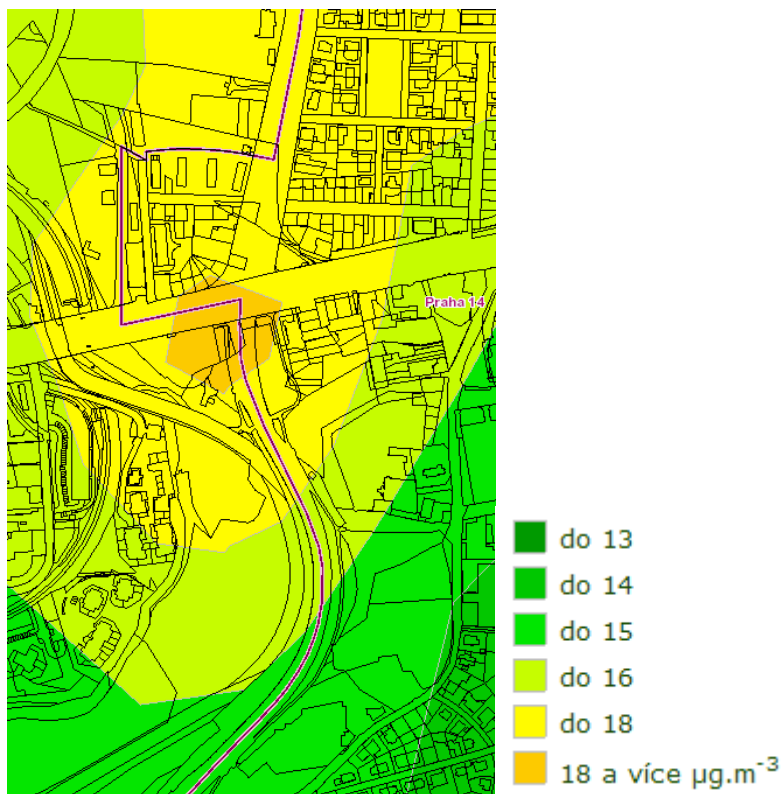 Praha 14
do 13
do 14
do 15
do 16
do 18
18 a více µg.m⁻³